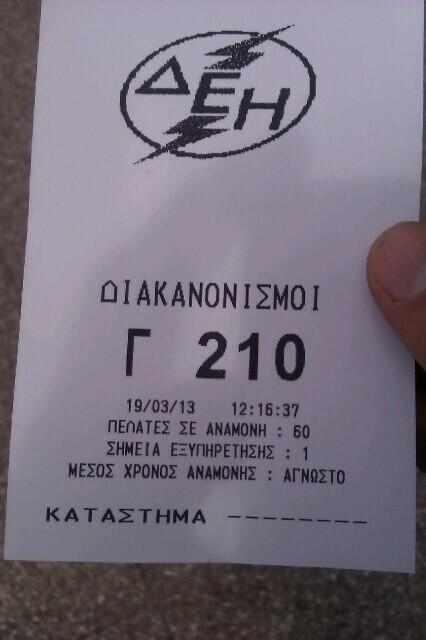 ΔΕΗ
ΔΙΑΚΑΝΟΝΙΣΜΟΙ
Γ 210
19/03/13 12:16:37
ΠΕΛΑΤΕΣ ΣΕ ΑΝΑΜΟΝΗ : 60
ΣΗΜΕΙΑ ΕΞΥΠΗΡΕΤΗΣΗΣ : 1
ΜΕΣΟΣ ΧΡΟΝΟΣ ΑΝΑΜΟΝΗΣ : ΑΓΝΩΣΤΟ
ΚΑΤΑΣΤΗΜΑ ---------